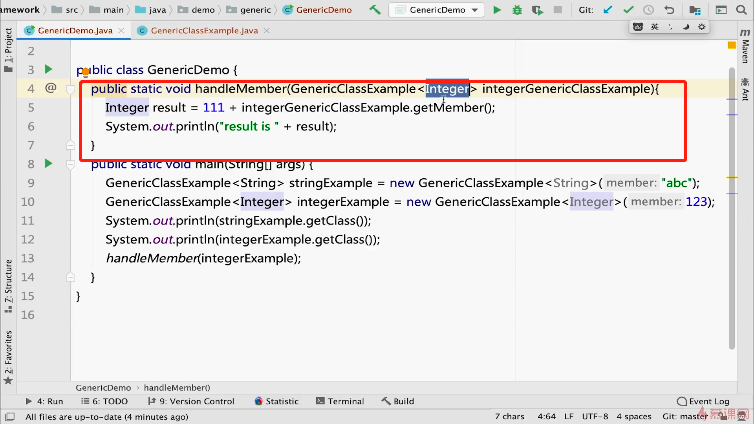 amework
src
main
java
demo
generic
GenericDemo
GenericDemo
Git:
GenericDemo.java
GenericClassExample.java
英
1: Project
Z: Structure
2: Favorites
Maven
Ant
2
3 public class GenericDemo {
4 @ public static void handleMember(GenericClassExample<Integer> integerGenericClassExample){
5 Integer result = 111 + integerGenericClassExample.getMember();
6 System.out.println("result is " + result);
7 }
8 public static void main(String[] args) {
9 GenericClassExample<String> stringExample = new GenericClassExample<String>( member: "abc");
10 GenericClassExample<Integer> integerExample = new GenericClassExample<Integer>( member: 123);
11 System.out.println(stringExample.getClass());
12 System.out.println(integerExample.getClass());
13 handleMember(integerExample);
14 }
15 }
16
GenericDemo › handleMember()
4: Run 6: TODO 9: Version Control Statistic Terminal Build Event Log
All files are up-to-date (4 minutes ago) 7 chars 4:64 LF UTF-8 4 spaces Git: master